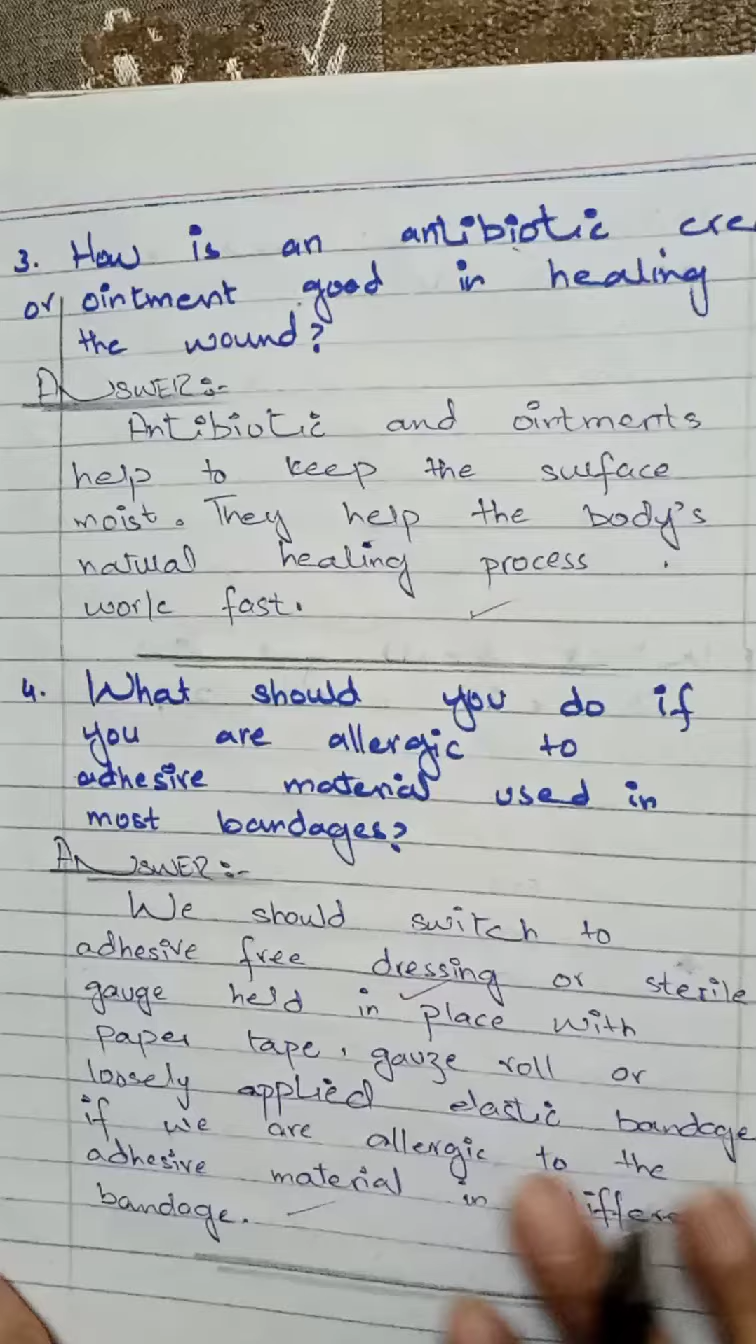 3. How is an antibiotic cre
or ointment good in healing
the wound?
ANSWER:-
Antibiotic and ointments
help to keep the surface
moist. They help the body's
natural healing process
work fast.
4. What should you do if
you are allergic to
adhesive material used in
most bandages?
ANSWER:-
We should switch to
adhesive free dressing or sterile
gauge held in place with
paper tape, gauze roll or
loosely applied elastic bandage
if we are allergic to the
adhesive material in differe
bandage.